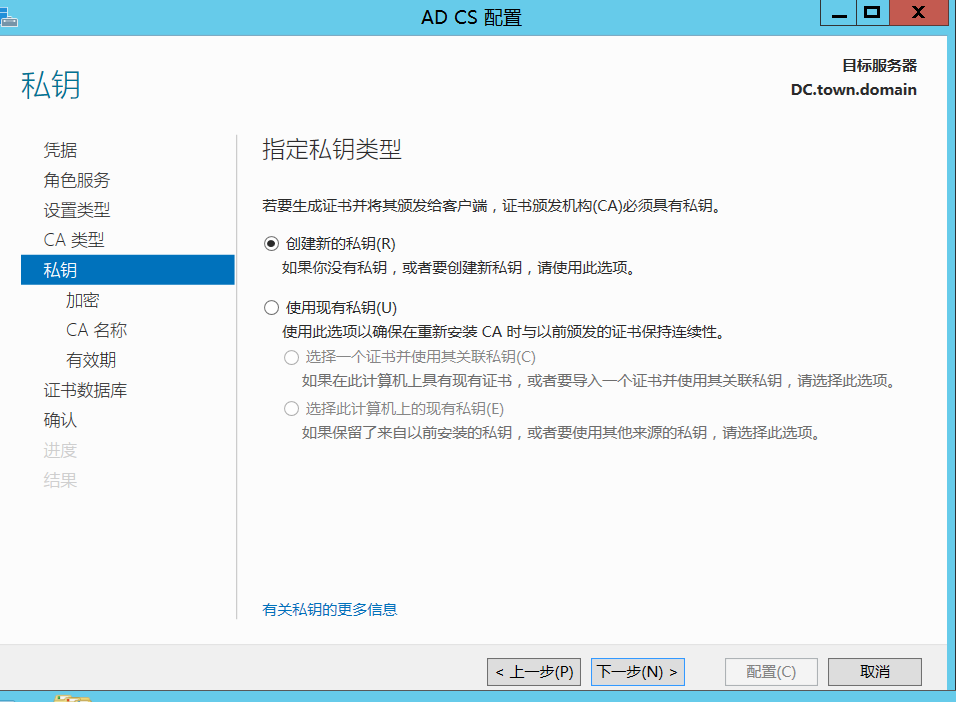 AD CS 配置
私钥
目标服务器
DC.town.domain
凭据
角色服务
设置类型
CA 类型
私钥
加密
CA 名称
有效期
证书数据库
确认
进度
结果
指定私钥类型
若要生成证书并将其颁发给客户端，证书颁发机构(CA)必须具有私钥。
创建新的私钥(R)
如果你没有私钥，或者要创建新私钥，请使用此选项。
使用现有私钥(U)
使用此选项以确保在重新安装 CA 时与以前颁发的证书保持连续性。
选择一个证书并使用其关联私钥(C)
如果在此计算机上具有现有证书，或者要导入一个证书并使用其关联私钥，请选择此选项。
选择此计算机上的现有私钥(E)
如果保留了来自以前安装的私钥，或者要使用其他来源的私钥，请选择此选项。
有关私钥的更多信息
< 上一步(P)
下一步(N) >
配置(C)
取消